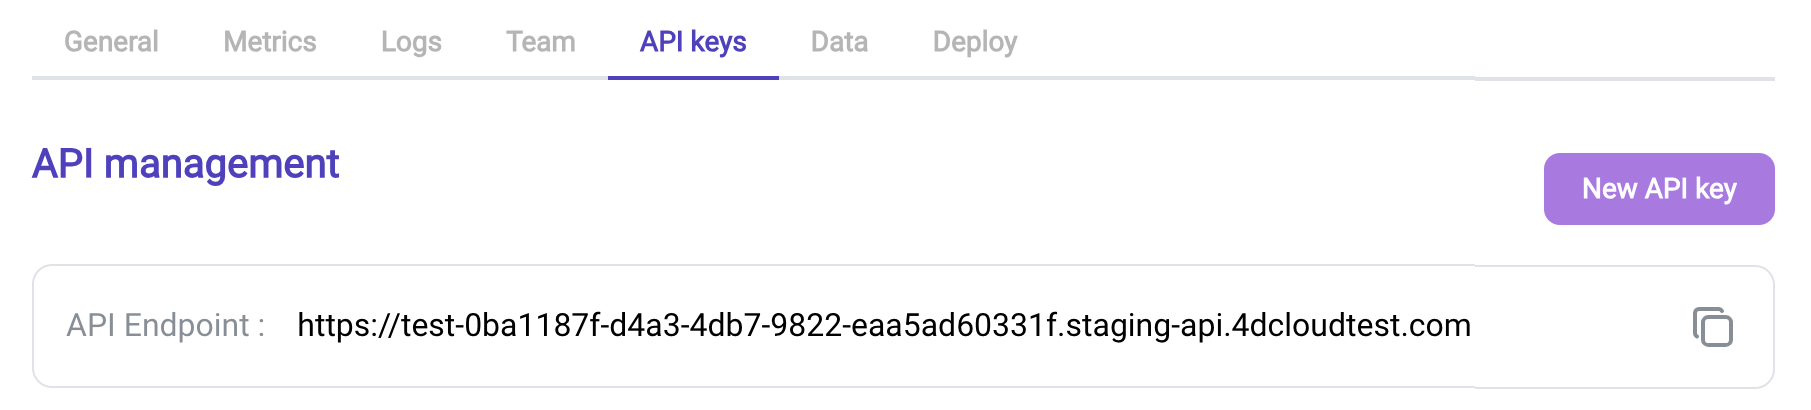 General Metrics Logs Team API keys Data Deploy
API management
New API key
API Endpoint : https://test-0ba1187f-d4a3-4db7-9822-eaa5ad60331f.staging-api.4dcloudtest.com